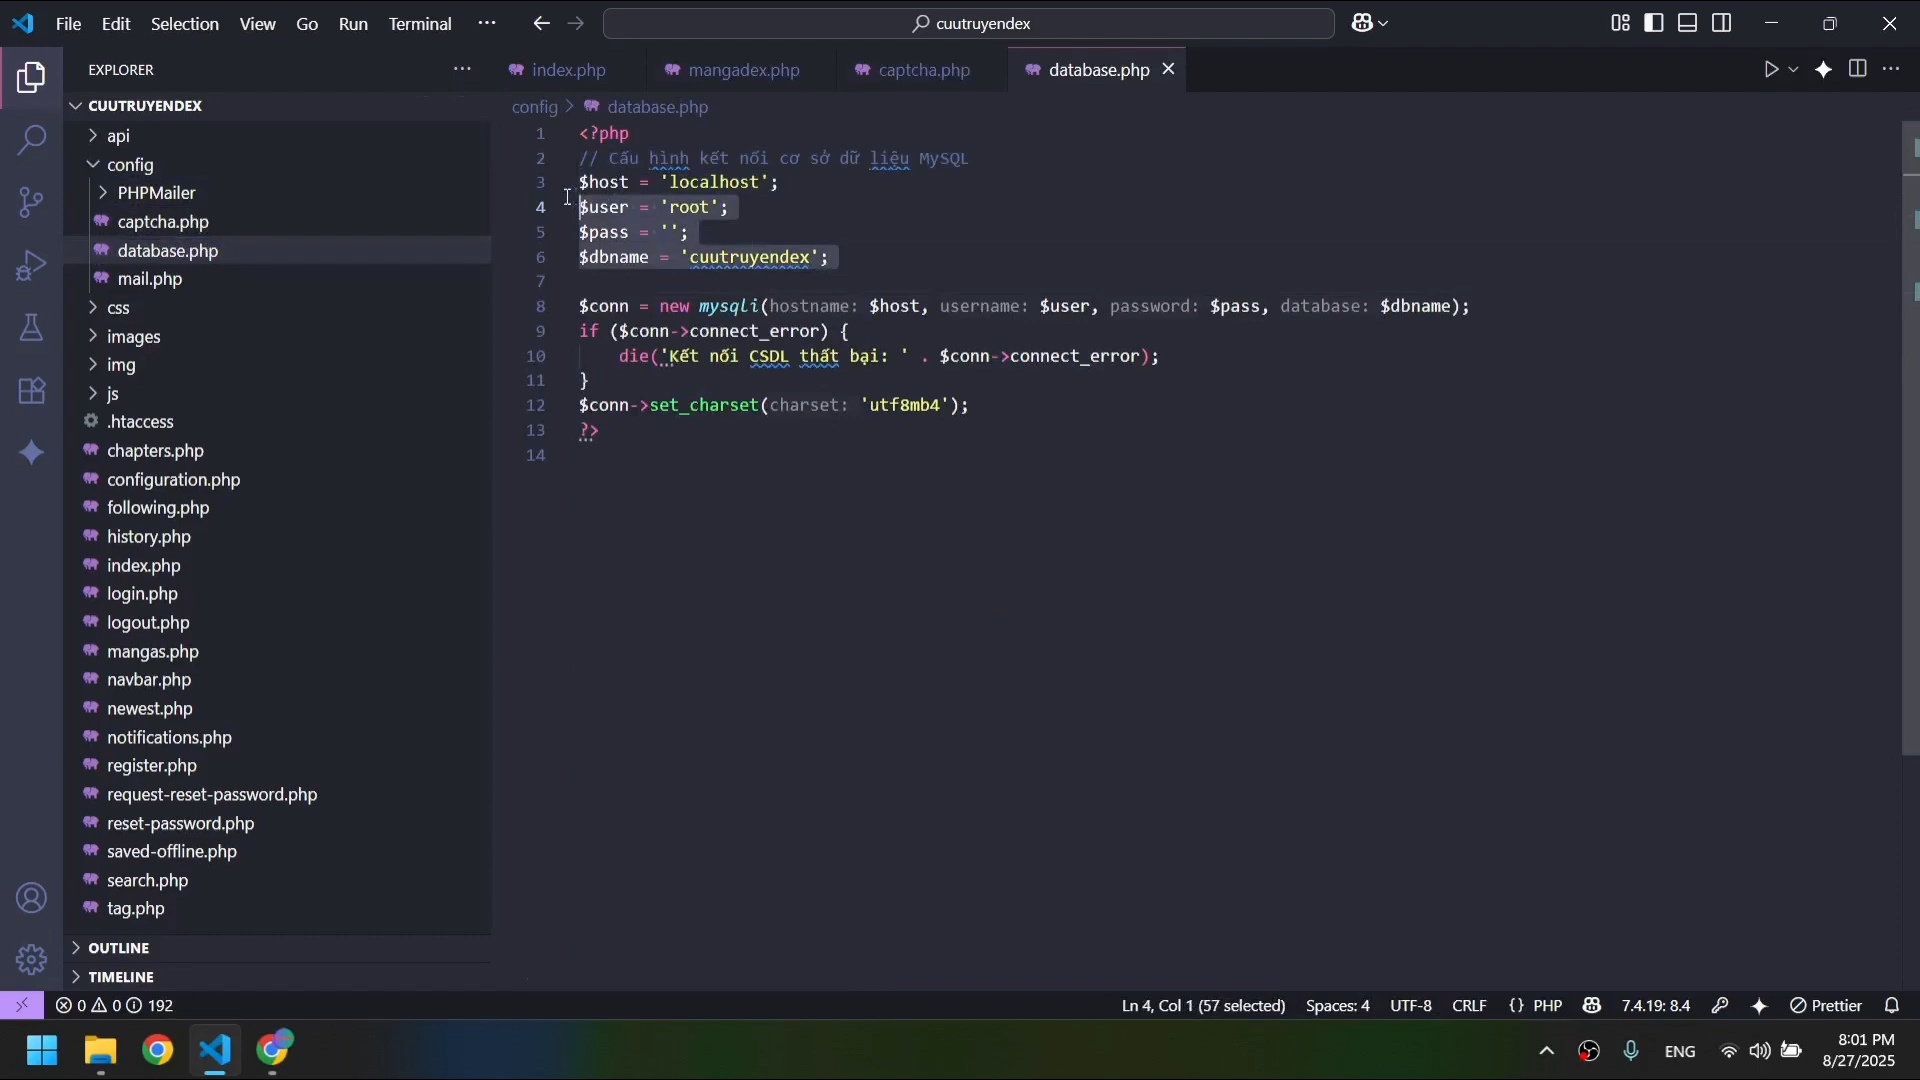 File Edit Selection View Go Run Terminal ··· cuutruyendex
EXPLORER ···
index.php mangadex.php captcha.php database.php
CUUTRUYENDEX
api
config
PHPMailer
captcha.php
database.php
mail.php
css
images
img
js
.htaccess
chapters.php
configuration.php
following.php
history.php
index.php
login.php
logout.php
mangas.php
navbar.php
newest.php
notifications.php
register.php
request-reset-password.php
reset-password.php
saved-offline.php
search.php
tag.php
OUTLINE
TIMELINE
config > database.php
1 <?php
2 // Cấu hình kết nối cơ sở dữ liệu MySQL
3 $host = 'localhost';
4 $user = 'root';
5 $pass = '';
6 $dbname = 'cuutruyendex';
7
8 $conn = new mysqli(hostname: $host, username: $user, password: $pass, database: $dbname);
9 if ($conn->connect_error) {
10 die('Kết nối CSDL thất bại: ' . $conn->connect_error);
11 }
12 $conn->set_charset(charset: 'utf8mb4');
13 ?>
14
0 0 192
Ln 4, Col 1 (57 selected) Spaces: 4 UTF-8 CRLF {} PHP 7.4.19: 8.4 Prettier
ENG
8:01 PM
8/27/2025